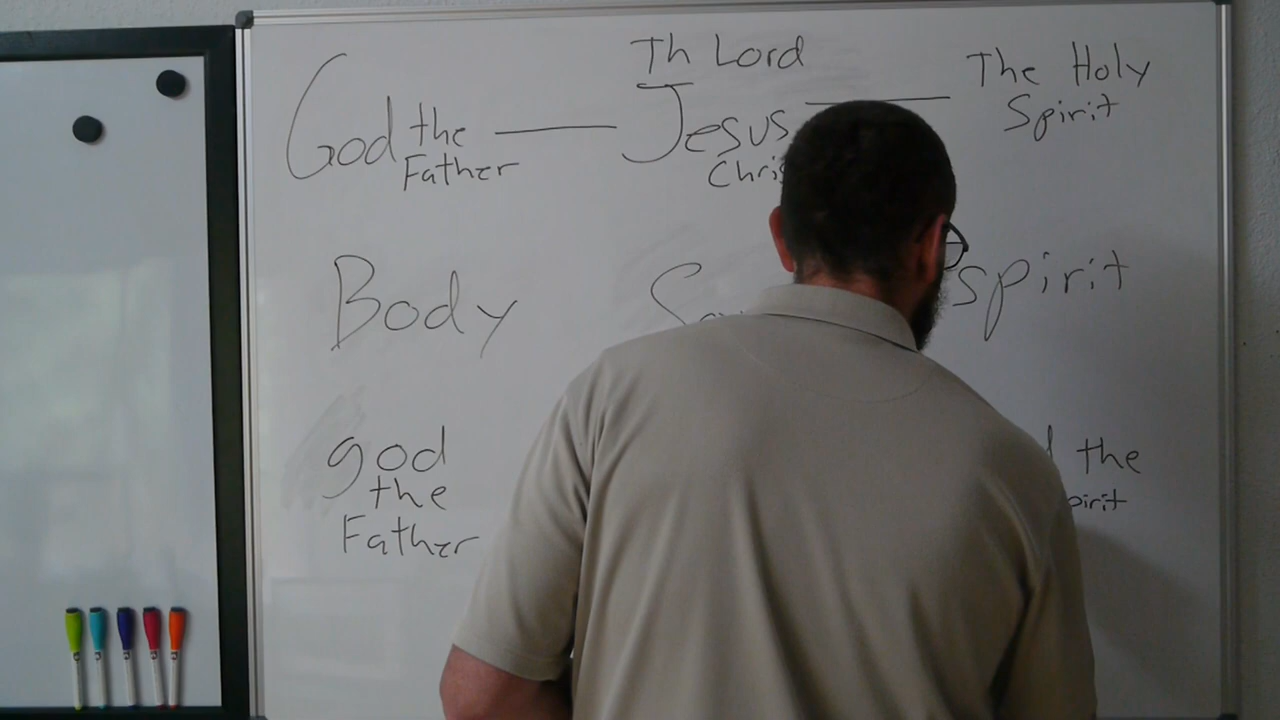 God the Father — Th Lord Jesus — The Holy Spirit
Body spirit
god the Father the